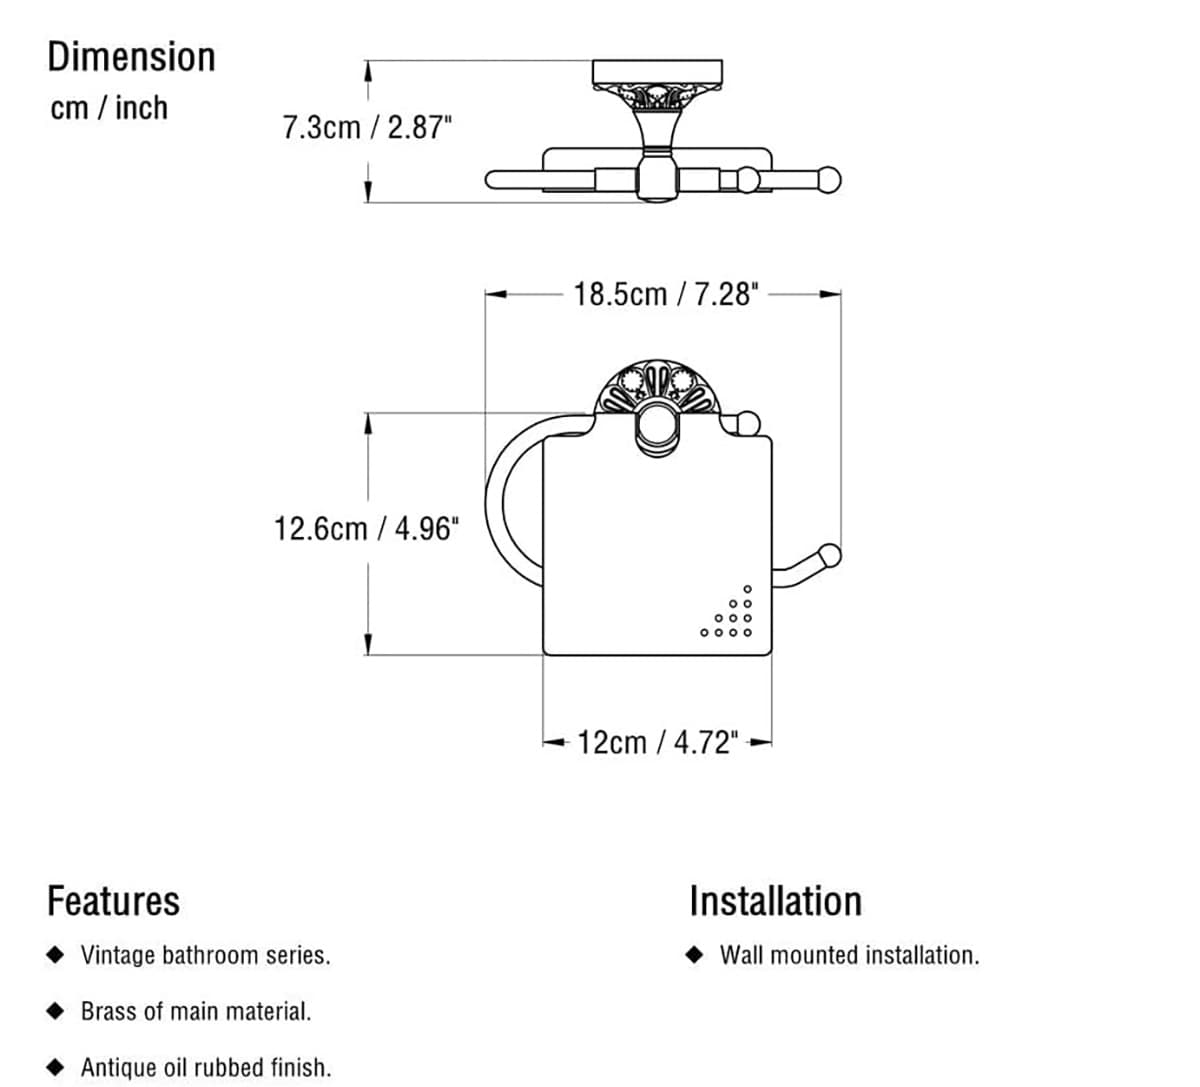 Dimension
cm / inch
7.3cm / 2.87"
18.5cm / 7.28"
12.6cm / 4.96"
12cm / 4.72"
Features
◆ Vintage bathroom series.
◆ Brass of main material.
◆ Antique oil rubbed finish.
Installation
◆ Wall mounted installation.